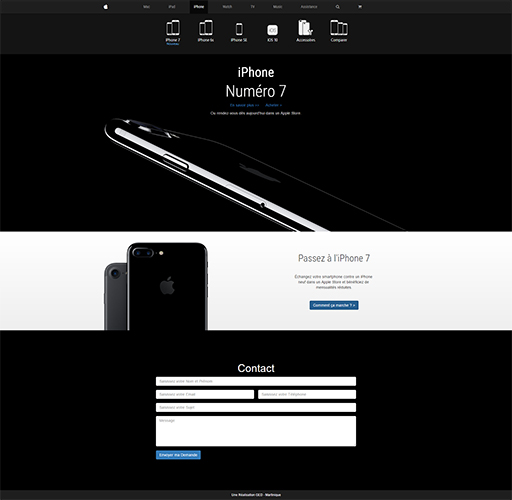 Mac iPad iPhone Watch TV Music Assistance
iPhone 7 iPhone 6s iPhone SE iOS 10 Accessoires Comparer
Nouveau
iPhone
Numéro 7
En savoir plus >> Acheter >
Ou, rendez-vous dès aujourd'hui dans un Apple Store.
Passez à l'iPhone 7
Échangez votre smartphone contre un iPhone
neuf dans un Apple Store et bénéficiez de
mensualités réduites.
Comment ça marche ? >
Contact
Saisissez votre Nom et Prénom
Saisissez votre Email Saisissez votre Téléphone
Saisissez votre Sujet
Message
Envoyer Ma Demande
Une Réalisation - Martinique